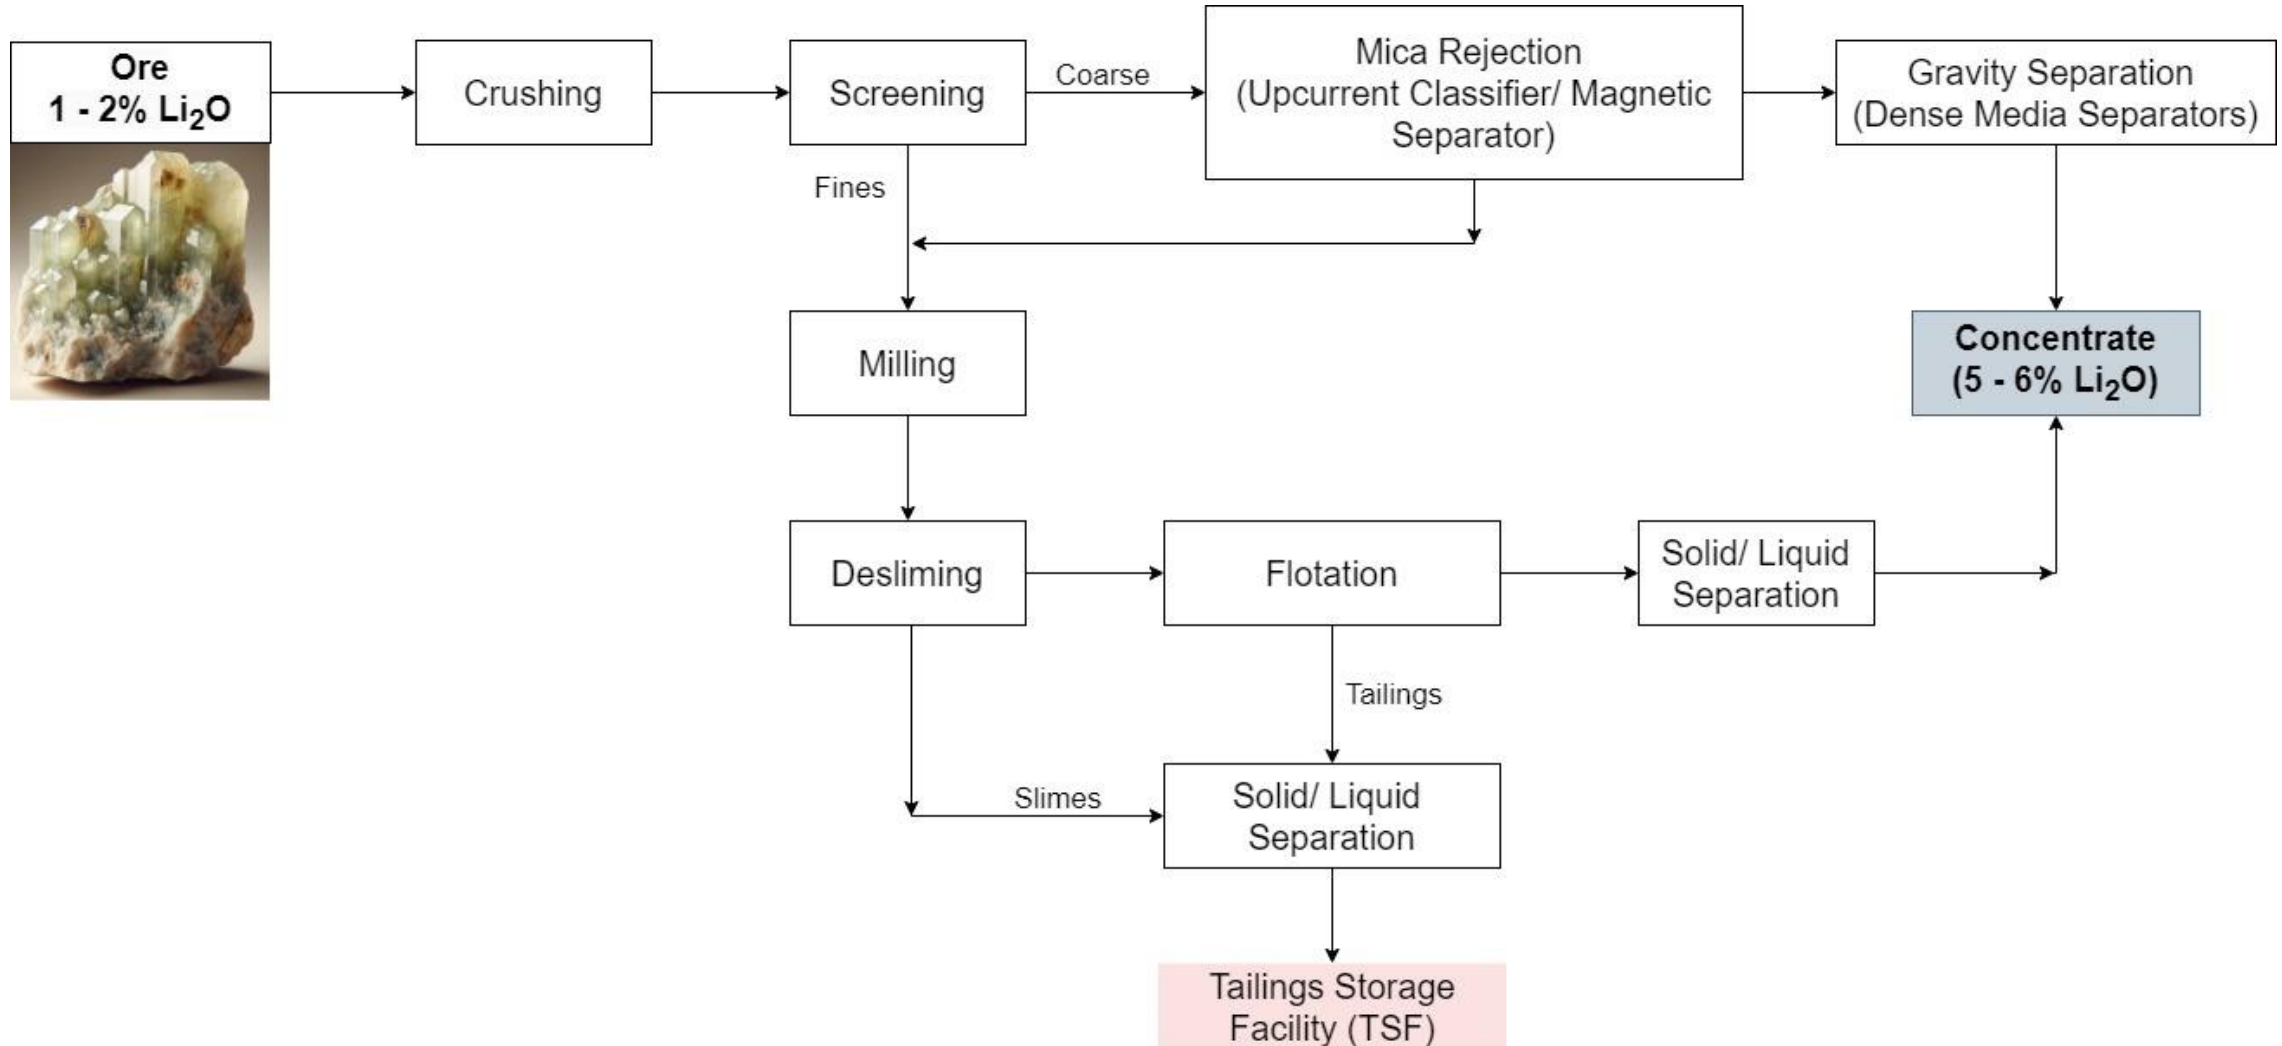 Ore
1 - 2% Li₂O
Crushing
Screening
Coarse
Mica Rejection
(Upcurrent Classifier/ Magnetic
Separator)
Gravity Separation
(Dense Media Separators)
Fines
Milling
Concentrate
(5 - 6% Li₂O)
Desliming
Flotation
Solid/ Liquid
Separation
Tailings
Slimes
Solid/ Liquid
Separation
Tailings Storage
Facility (TSF)